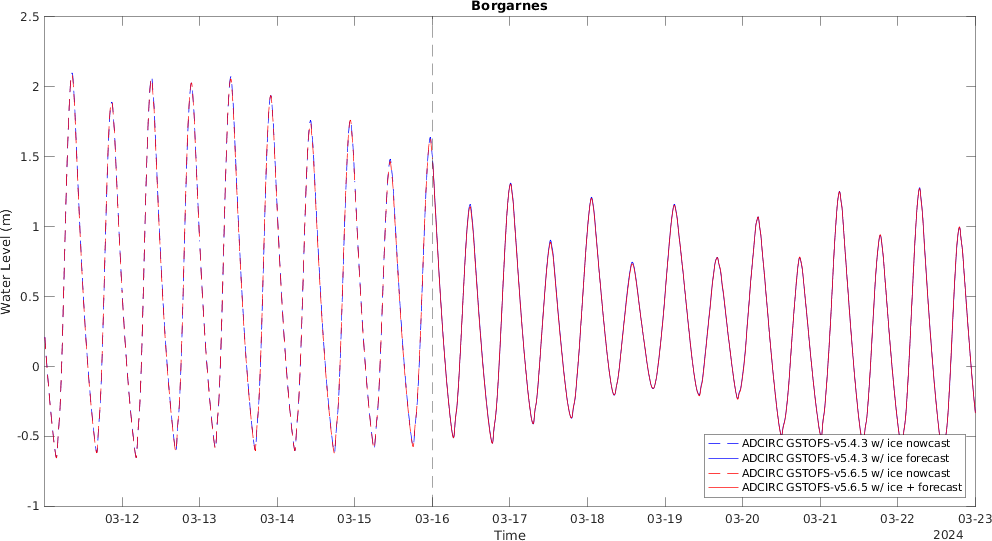 Borgarnes
2.5
2
1.5
1
0.5
0
-0.5
-1
Water Level (m)
ADCIRC GSTOFS-v5.4.3 w/ ice nowcast
ADCIRC GSTOFS-v5.4.3 w/ ice forecast
ADCIRC GSTOFS-v5.6.5 w/ ice nowcast
ADCIRC GSTOFS-v5.6.5 w/ ice + forecast
03-12 03-13 03-14 03-15 03-16 03-17 03-18 03-19 03-20 03-21 03-22 03-23
Time
2024